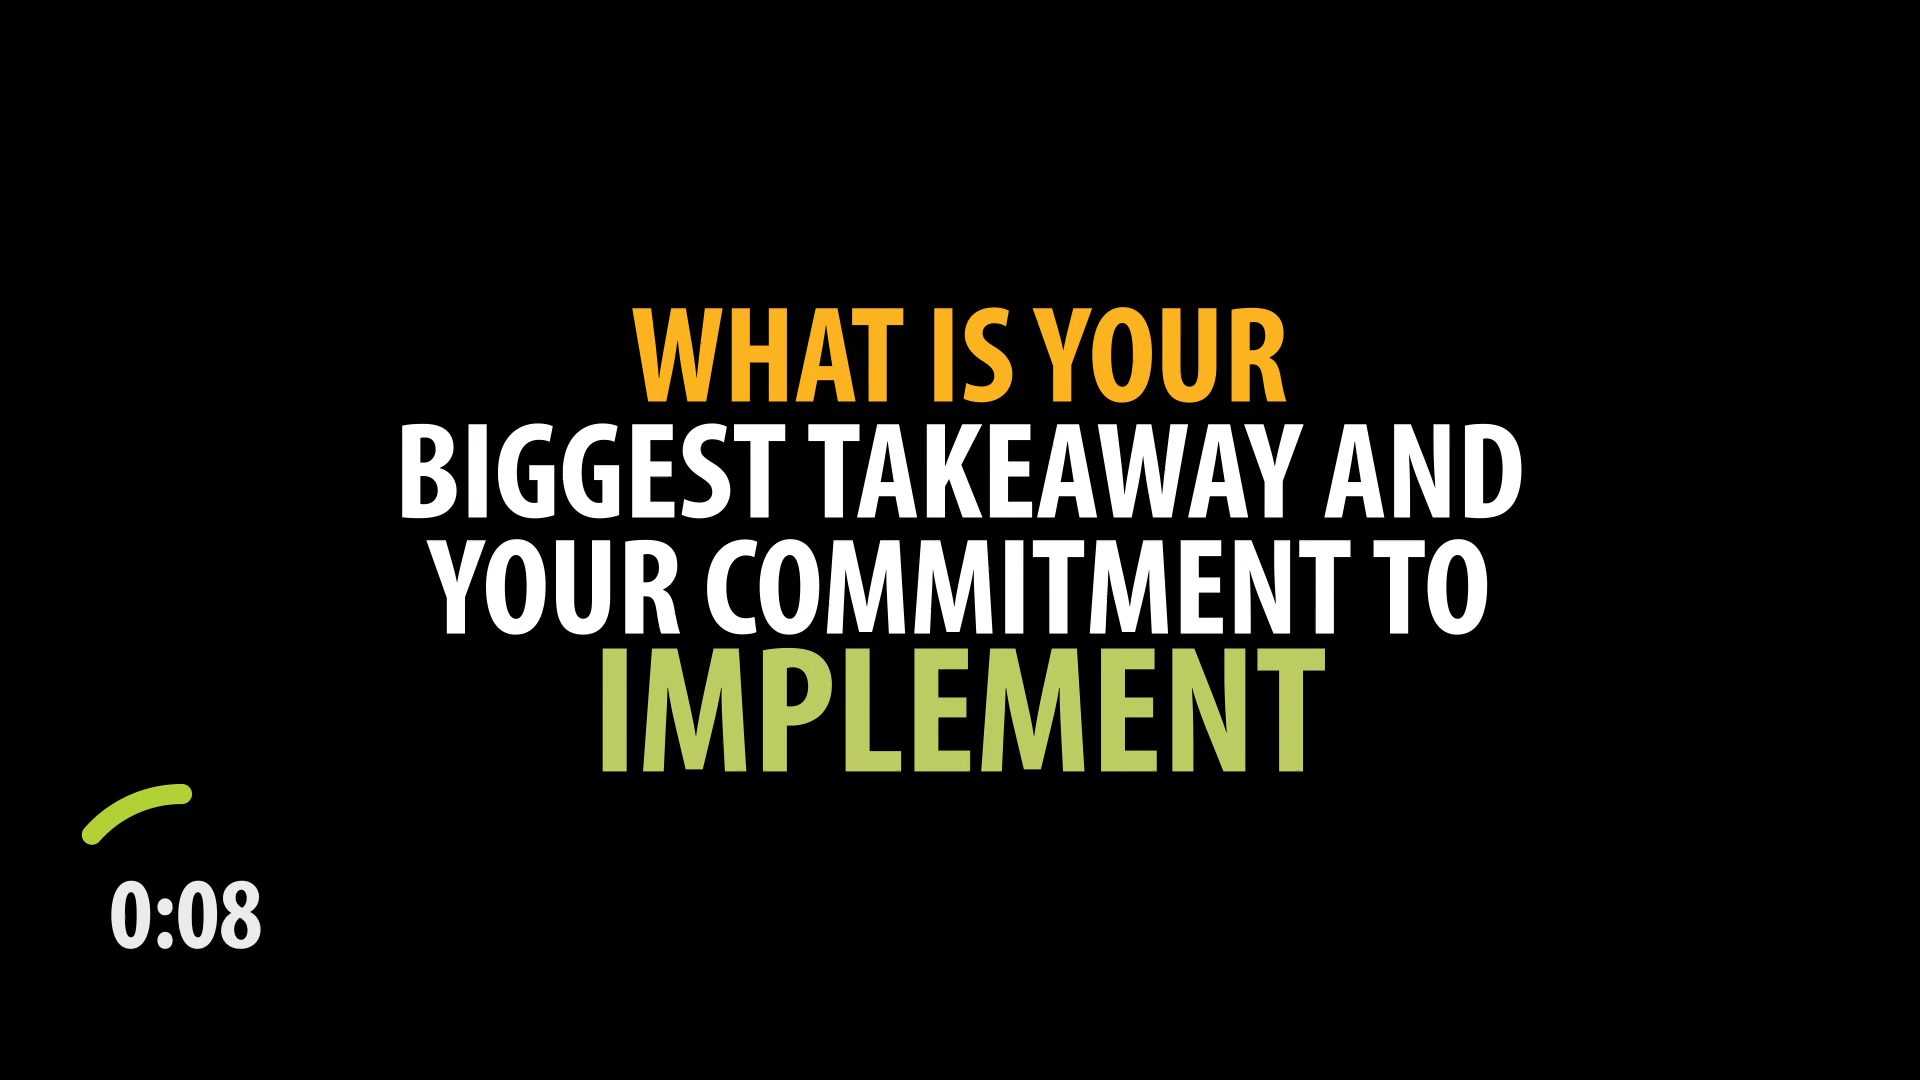 WHAT IS YOUR
BIGGEST TAKEAWAY AND
YOUR COMMITMENT TO
IMPLEMENT
0:08